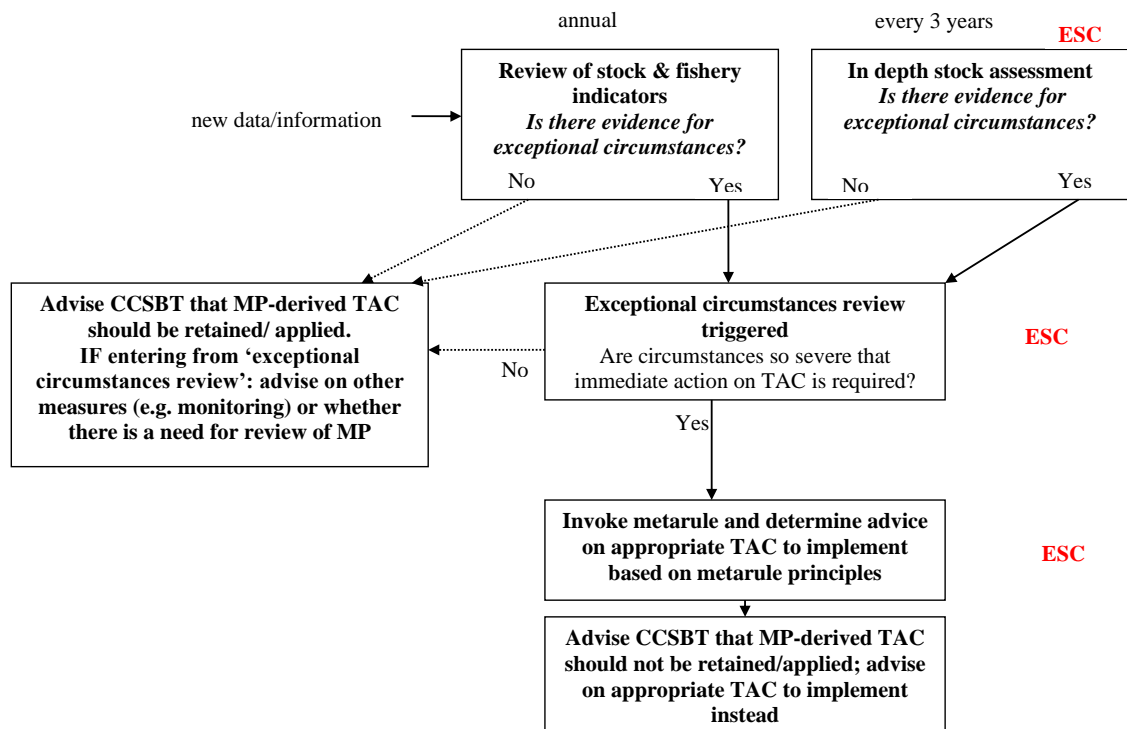 annual
every 3 years
ESC
Review of stock & fishery
indicators
Is there evidence for
exceptional circumstances?
No
Yes
In depth stock assessment
Is there evidence for
exceptional circumstances?
No
Yes
new data/information
Advise CCSBT that MP-derived TAC
should be retained/ applied.
IF entering from ‘exceptional
circumstances review’: advise on other
measures (e.g. monitoring) or whether
there is a need for review of MP
No
Exceptional circumstances review
triggered
Are circumstances so severe that
immediate action on TAC is required?
ESC
Yes
Invoke metarule and determine advice
on appropriate TAC to implement
based on metarule principles
ESC
Advise CCSBT that MP-derived TAC
should not be retained/applied; advise
on appropriate TAC to implement
instead